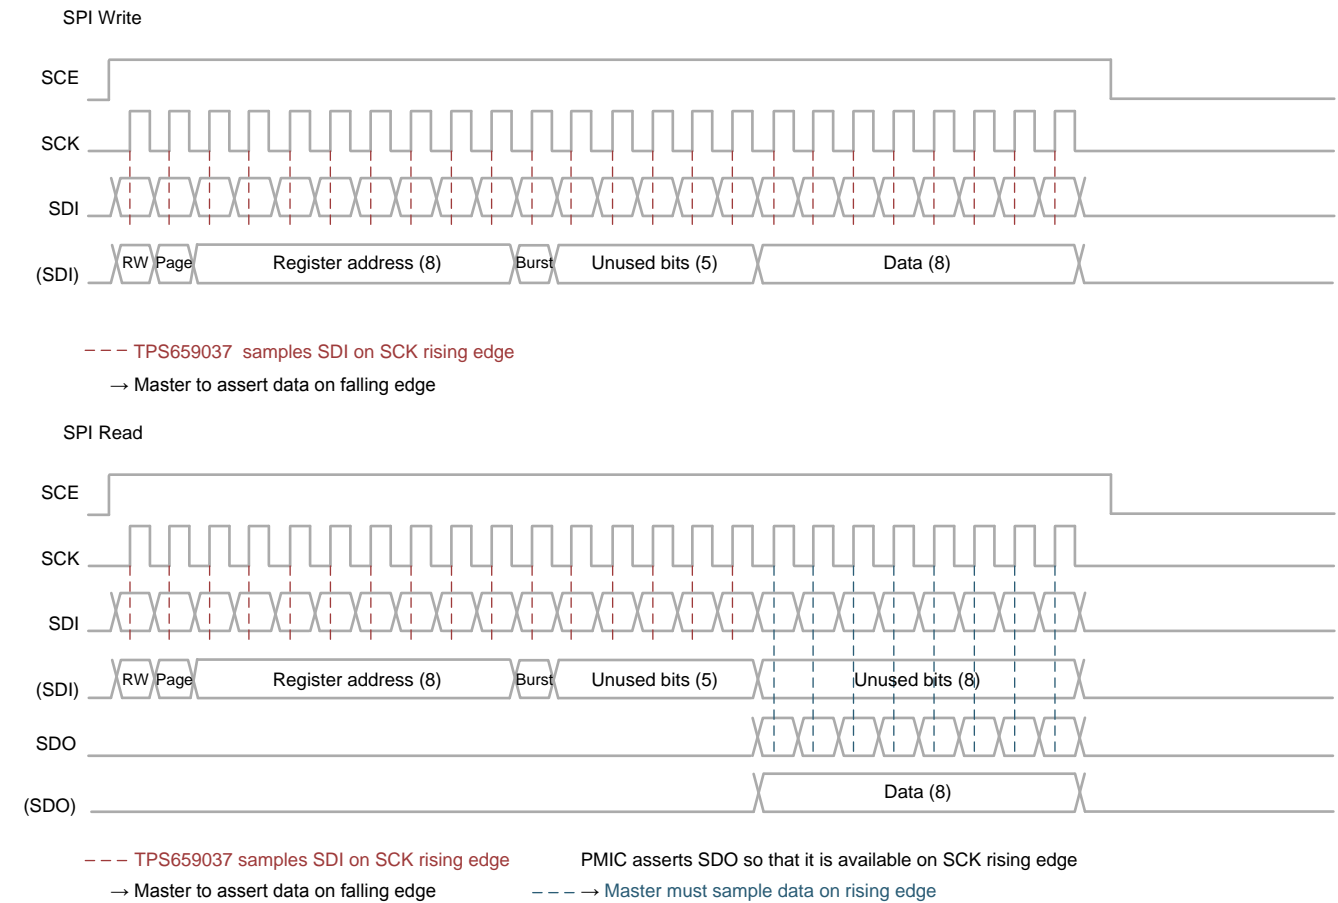 SPI Write
SCE
SCK
SDI
(SDI) RW Page Register address (8) Burst Unused bits (5) Data (8)
TPS659037 samples SDI on SCK rising edge
→ Master to assert data on falling edge
SPI Read
SCE
SCK
SDI
(SDI) RW Page Register address (8) Burst Unused bits (5) Unused bits (8)
SDO
(SDO) Data (8)
TPS659037 samples SDI on SCK rising edge PMIC asserts SDO so that it is available on SCK rising edge
→ Master to assert data on falling edge → Master must sample data on rising edge